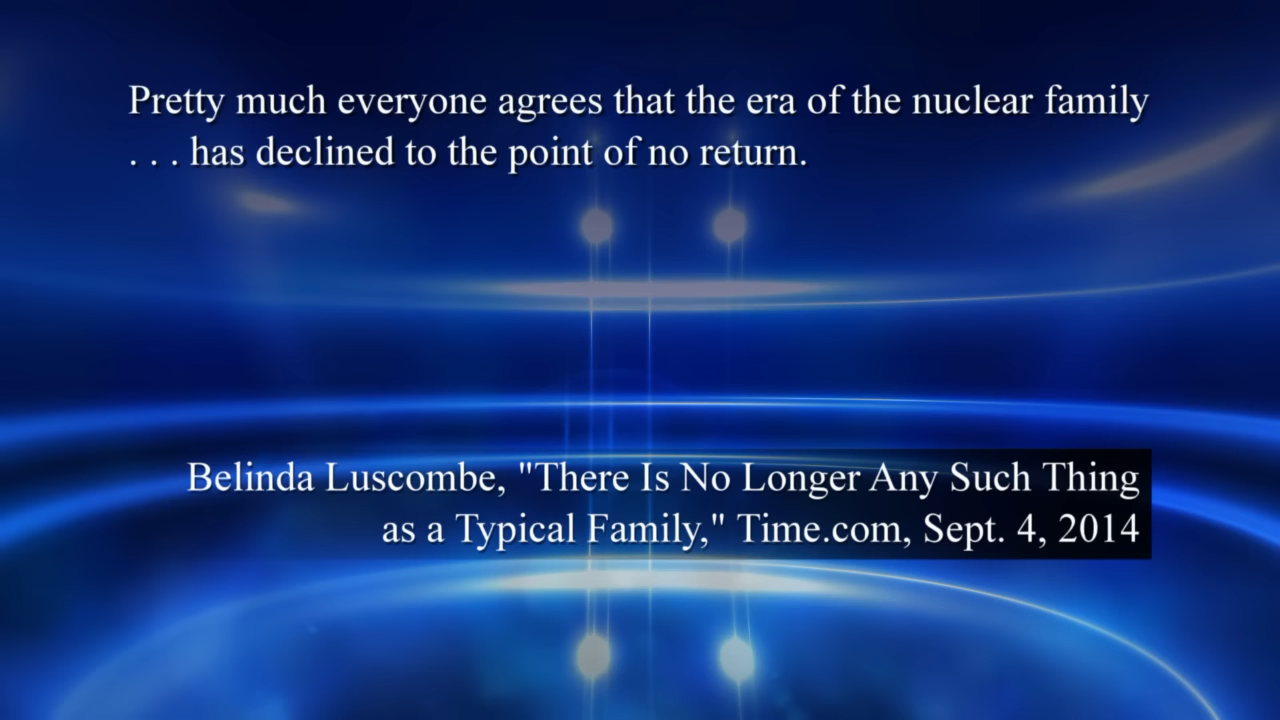 Pretty much everyone agrees that the era of the nuclear family
. . . has declined to the point of no return.
Belinda Luscombe, "There Is No Longer Any Such Thing
as a Typical Family," Time.com, Sept. 4, 2014